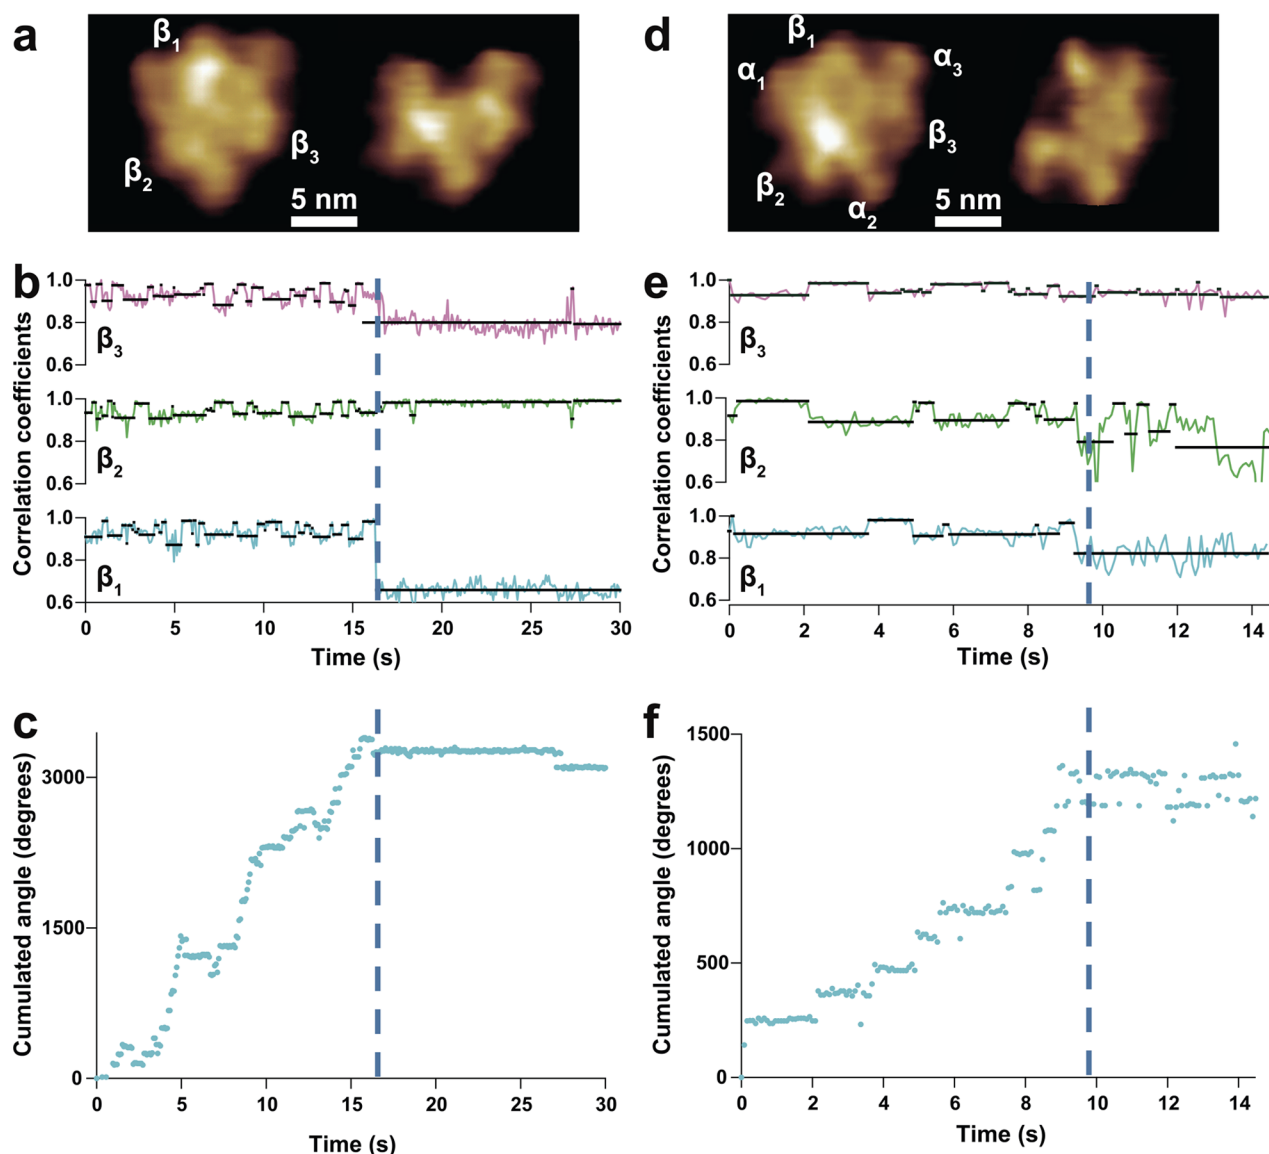 a
β1
β2
β3
5 nm
d
β1
α1
α3
β3
β2
α2
5 nm
b
Correlation coefficients
1.0
0.8
0.6
β3
1.0
0.8
0.6
β2
1.0
0.8
0.6
β1
0 5 10 15 20 25 30
Time (s)
e
Correlation coefficients
1.0
0.8
0.6
β3
1.0
0.8
0.6
β2
1.0
0.8
0.6
β1
0 2 4 6 8 10 12 14
Time (s)
c
Cumulated angle (degrees)
3000
1500
0
0 5 10 15 20 25 30
Time (s)
f
Cumulated angle (degrees)
1500
1000
500
0
0 2 4 6 8 10 12 14
Time (s)